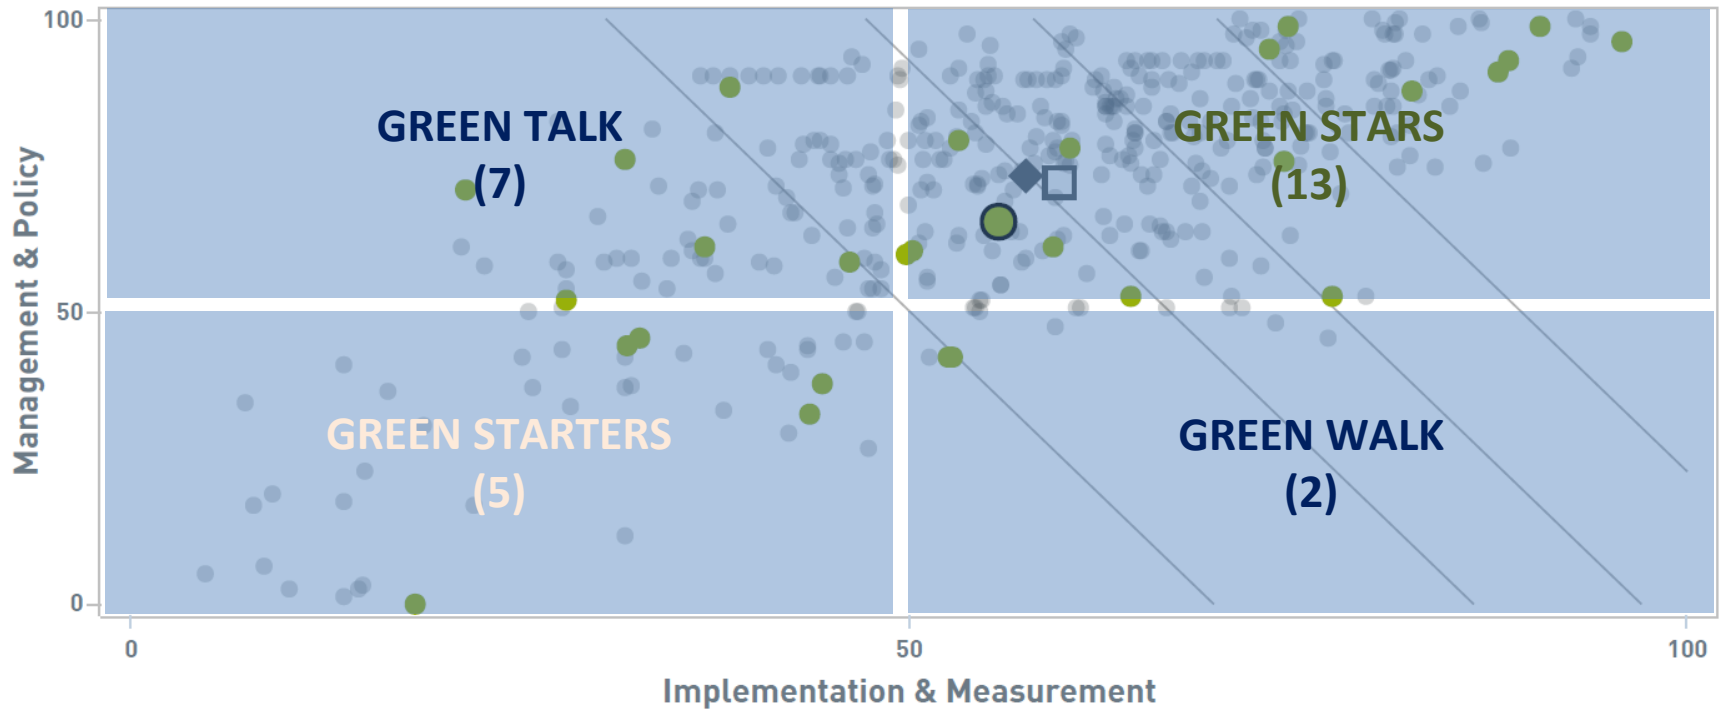 100
GREEN TALK
(7)
GREEN STARS
(13)
Management & Policy
50
GREEN STARTERS
(5)
GREEN WALK
(2)
0
0
50
100
Implementation & Measurement